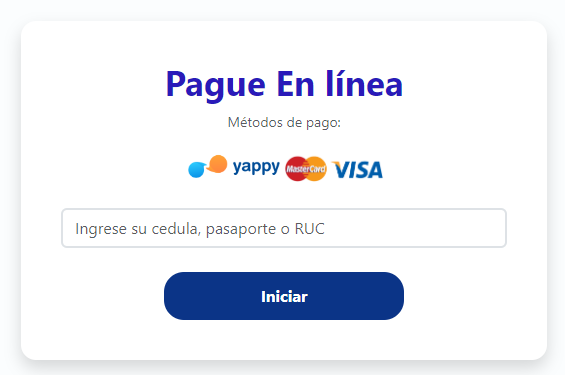 Pague En línea
Métodos de pago:
yappy MasterCard VISA
Ingrese su cedula, pasaporte o RUC
Iniciar